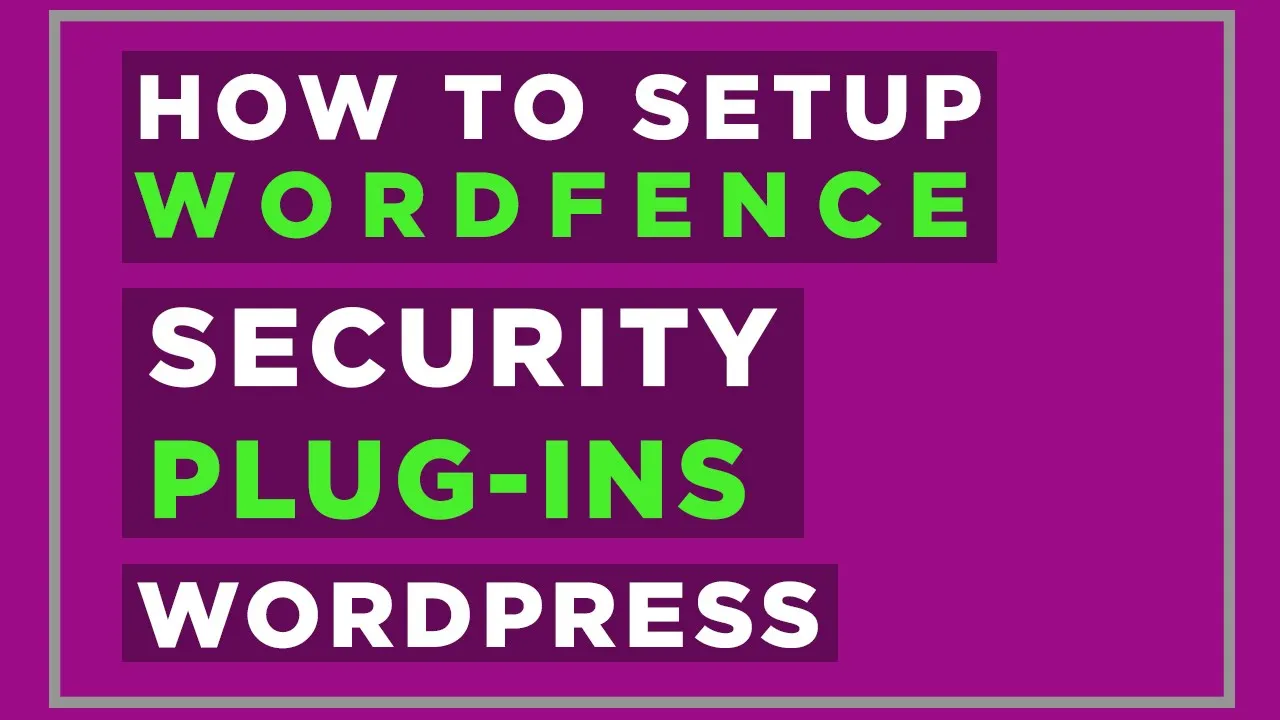 HOW TO SETUP
WORDFENCE
SECURITY
PLUG-INS
WORDPRESS